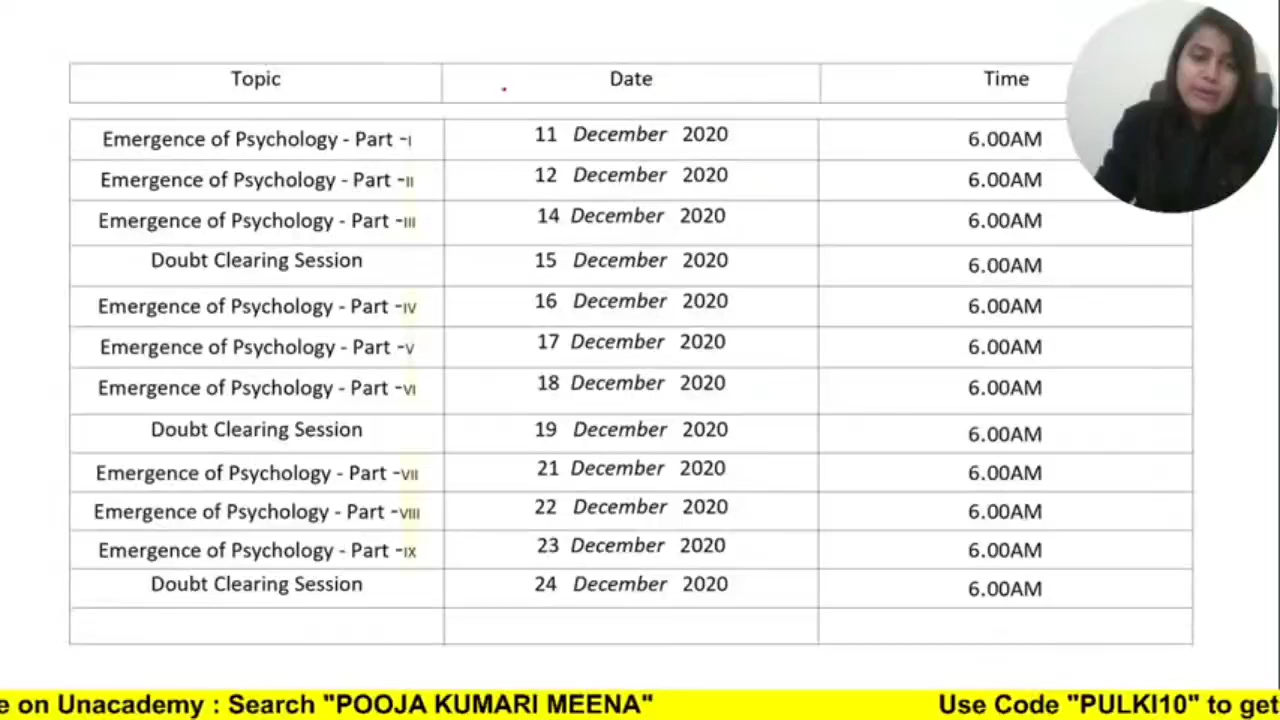 Topic Date Time
Emergence of Psychology - Part -I 11 December 2020 6.00AM
Emergence of Psychology - Part -II 12 December 2020 6.00AM
Emergence of Psychology - Part -III 14 December 2020 6.00AM
Doubt Clearing Session 15 December 2020 6.00AM
Emergence of Psychology - Part -IV 16 December 2020 6.00AM
Emergence of Psychology - Part -V 17 December 2020 6.00AM
Emergence of Psychology - Part -VI 18 December 2020 6.00AM
Doubt Clearing Session 19 December 2020 6.00AM
Emergence of Psychology - Part -VII 21 December 2020 6.00AM
Emergence of Psychology - Part -VIII 22 December 2020 6.00AM
Emergence of Psychology - Part -IX 23 December 2020 6.00AM
Doubt Clearing Session 24 December 2020 6.00AM
e on Unacademy : Search "POOJA KUMARI MEENA" Use Code "PULKI10" to get